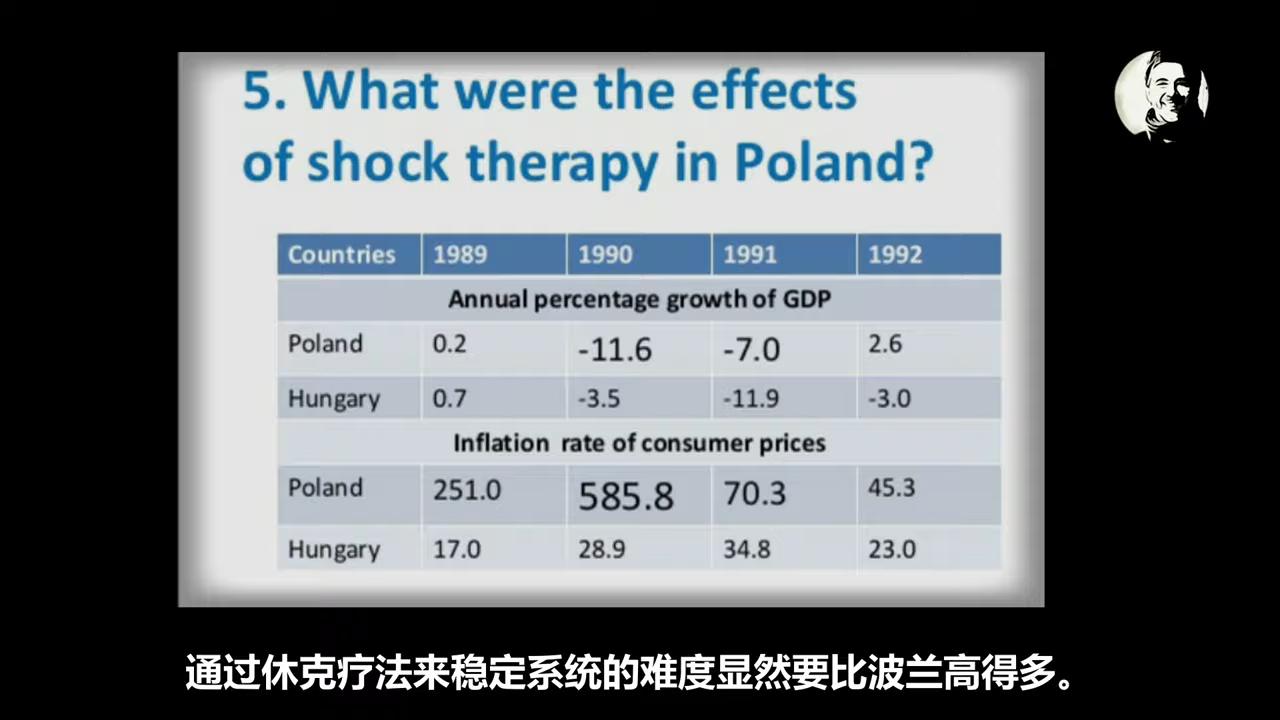 5. What were the effects
of shock therapy in Poland?
Countries 1989 1990 1991 1992
Annual percentage growth of GDP
Poland 0.2 -11.6 -7.0 2.6
Hungary 0.7 -3.5 -11.9 -3.0
Inflation rate of consumer prices
Poland 251.0 585.8 70.3 45.3
Hungary 17.0 28.9 34.8 23.0
通过休克疗法来稳定系统的难度显然要比波兰高得多。